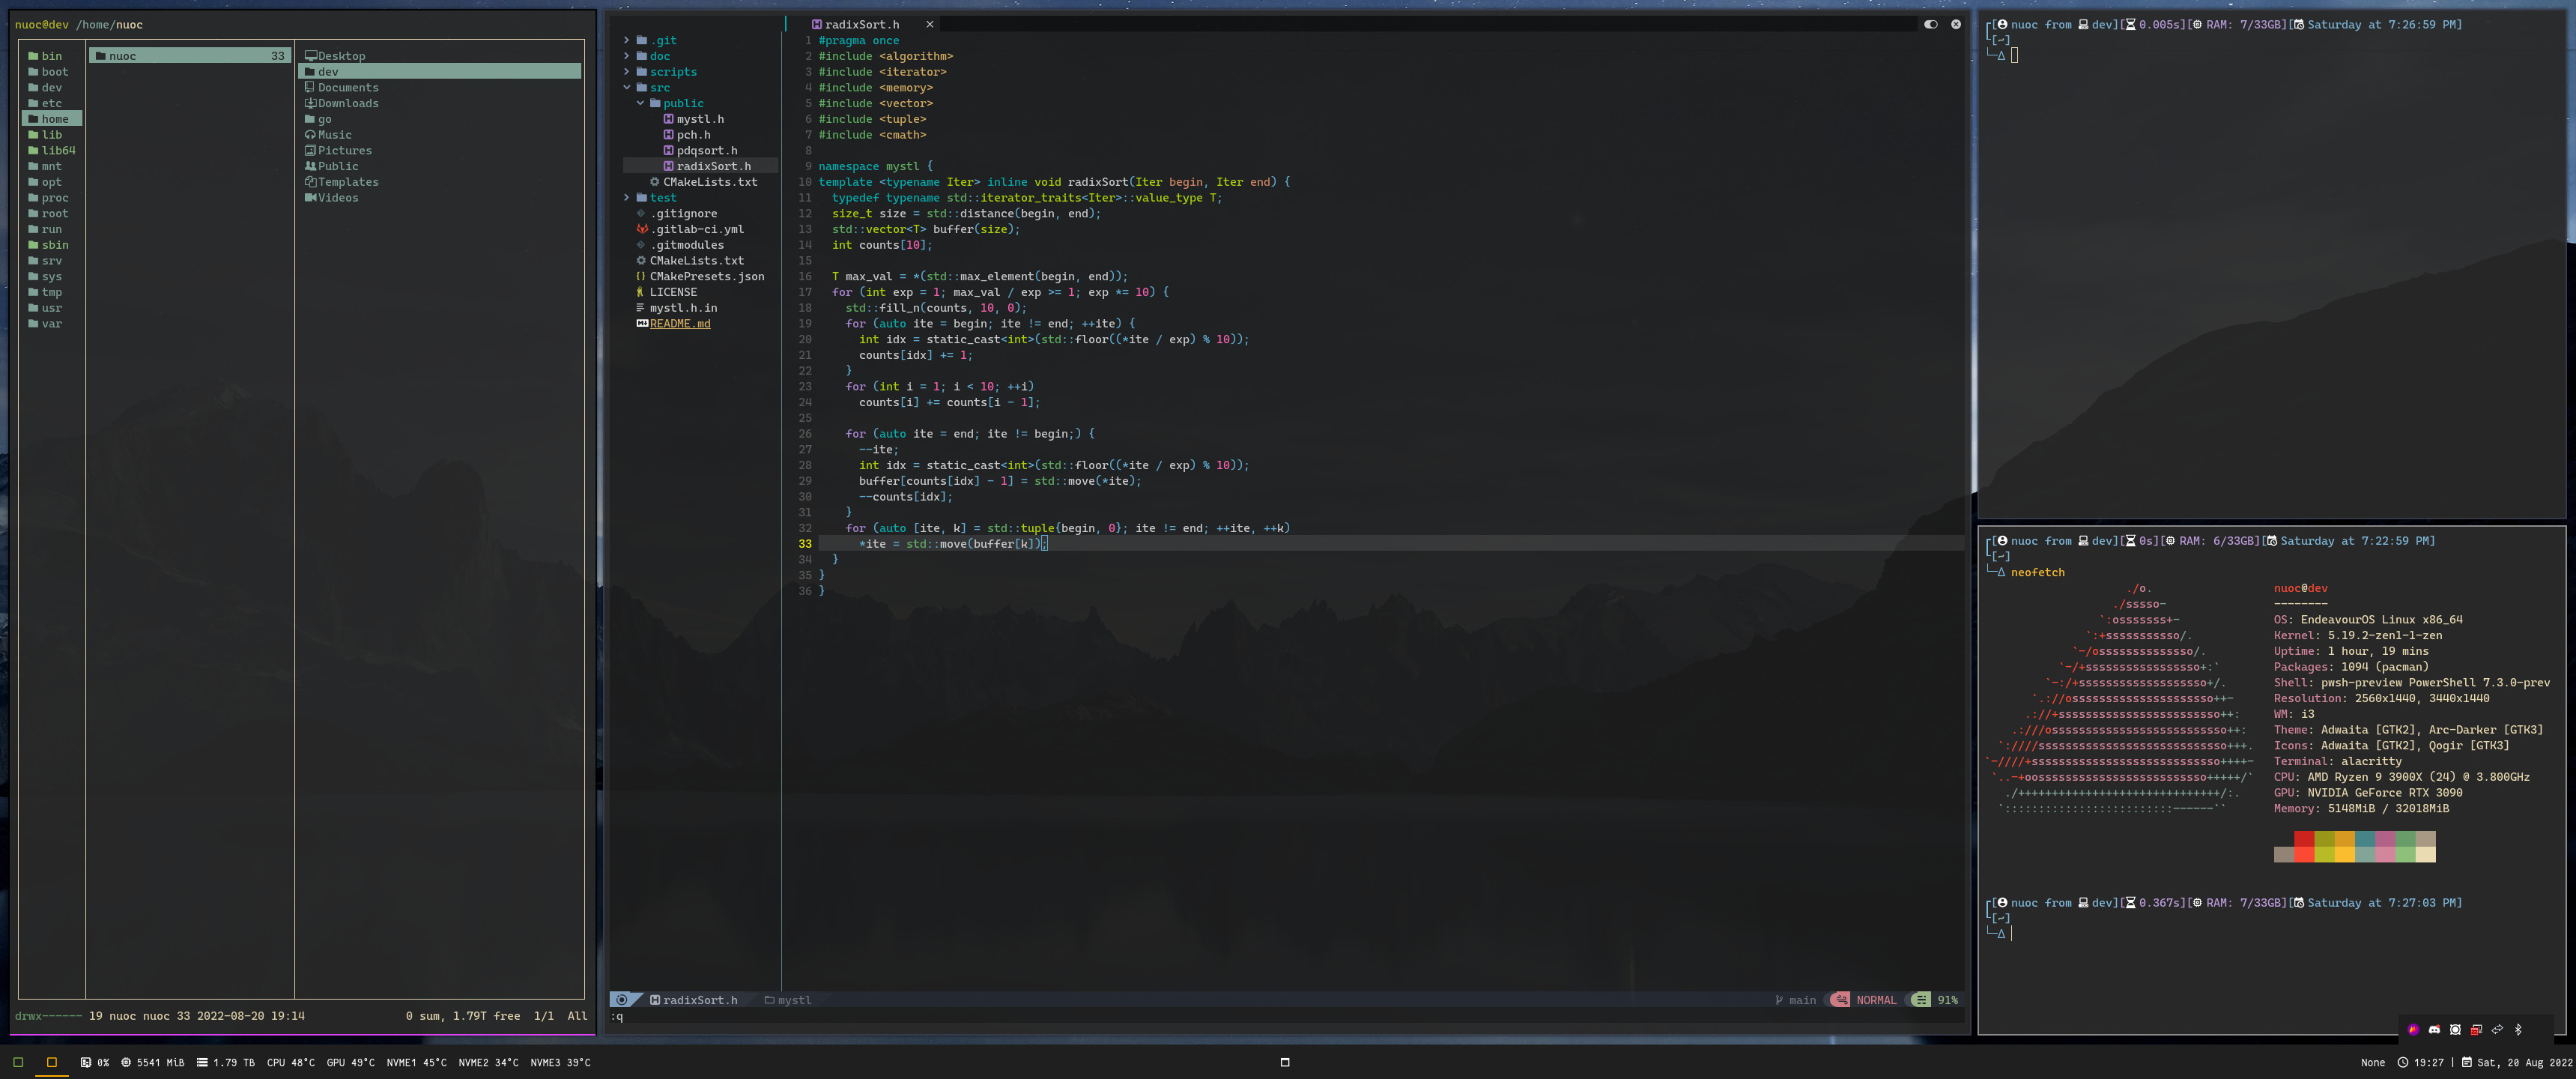 nuoc@dev /home/nuoc
bin
boot
dev
etc
home
lib
lib64
mnt
opt
proc
root
run
sbin
srv
sys
tmp
usr
var
nuoc 33
Desktop
dev
Documents
Downloads
go
Music
Pictures
Public
Templates
Videos
drwx------ 19 nuoc nuoc 33 2022-08-20 19:14 0 sum, 1.79T free 1/1 All
.git
doc
scripts
src
public
mystl.h
pch.h
pdqsort.h
radixSort.h
CMakeLists.txt
test
.gitignore
.gitlab-ci.yml
.gitmodules
CMakeLists.txt
CMakePresets.json
LICENSE
mystl.h.in
README.md
radixSort.h
1 #pragma once
2 #include <algorithm>
3 #include <iterator>
4 #include <memory>
5 #include <vector>
6 #include <tuple>
7 #include <cmath>
8
9 namespace mystl {
10 template <typename Iter> inline void radixSort(Iter begin, Iter end) {
11   typedef typename std::iterator_traits<Iter>::value_type T;
12   size_t size = std::distance(begin, end);
13   std::vector<T> buffer(size);
14   int counts[10];
15
16   T max_val = *(std::max_element(begin, end));
17   for (int exp = 1; max_val / exp >= 1; exp *= 10) {
18     std::fill_n(counts, 10, 0);
19     for (auto ite = begin; ite != end; ++ite) {
20       int idx = static_cast<int>(std::floor((*ite / exp) % 10));
21       counts[idx] += 1;
22     }
23     for (int i = 1; i < 10; ++i)
24       counts[i] += counts[i - 1];
25
26     for (auto ite = end; ite != begin;) {
27       --ite;
28       int idx = static_cast<int>(std::floor((*ite / exp) % 10));
29       buffer[counts[idx] - 1] = std::move(*ite);
30       --counts[idx];
31     }
32     for (auto [ite, k] = std::tuple{begin, 0}; ite != end; ++ite, ++k)
33       *ite = std::move(buffer[k]);
34   }
35 }
36 }
radixSort.h mystl main NORMAL 91%
:q
[nuoc from dev][0.005s][RAM: 7/33GB][Saturday at 7:26:59 PM]
[~]
Δ
[nuoc from dev][0s][RAM: 6/33GB][Saturday at 7:22:59 PM]
[~]
Δ neofetch
./o.
./sssso-
`:osssssss+-
`:+sssssssssso/.
`-/ossssssssssssso/.
`-/+sssssssssssssssso+:`
`-:/+sssssssssssssssssso+/.
`.://osssssssssssssssssssso++-
.://+ssssssssssssssssssssssso++:
.:///ossssssssssssssssssssssssso++:
`:////ssssssssssssssssssssssssssso+++.
`-////+ssssssssssssssssssssssssssso++++-
`..-+oosssssssssssssssssssssssso+++++/`
./++++++++++++++++++++++++++++++/:.
`:::::::::::::::::::::::::------``
nuoc@dev
--------
OS: EndeavourOS Linux x86_64
Kernel: 5.19.2-zen1-1-zen
Uptime: 1 hour, 19 mins
Packages: 1094 (pacman)
Shell: pwsh-preview PowerShell 7.3.0-prev
Resolution: 2560x1440, 3440x1440
WM: i3
Theme: Adwaita [GTK2], Arc-Darker [GTK3]
Icons: Adwaita [GTK2], Qogir [GTK3]
Terminal: alacritty
CPU: AMD Ryzen 9 3900X (24) @ 3.800GHz
GPU: NVIDIA GeForce RTX 3090
Memory: 5148MiB / 32018MiB
[nuoc from dev][0.367s][RAM: 7/33GB][Saturday at 7:27:03 PM]
[~]
Δ
0% 5541 MiB 1.79 TB CPU 48°C GPU 49°C NVME1 45°C NVME2 34°C NVME3 39°C
None 19:27 | Sat, 20 Aug 2022